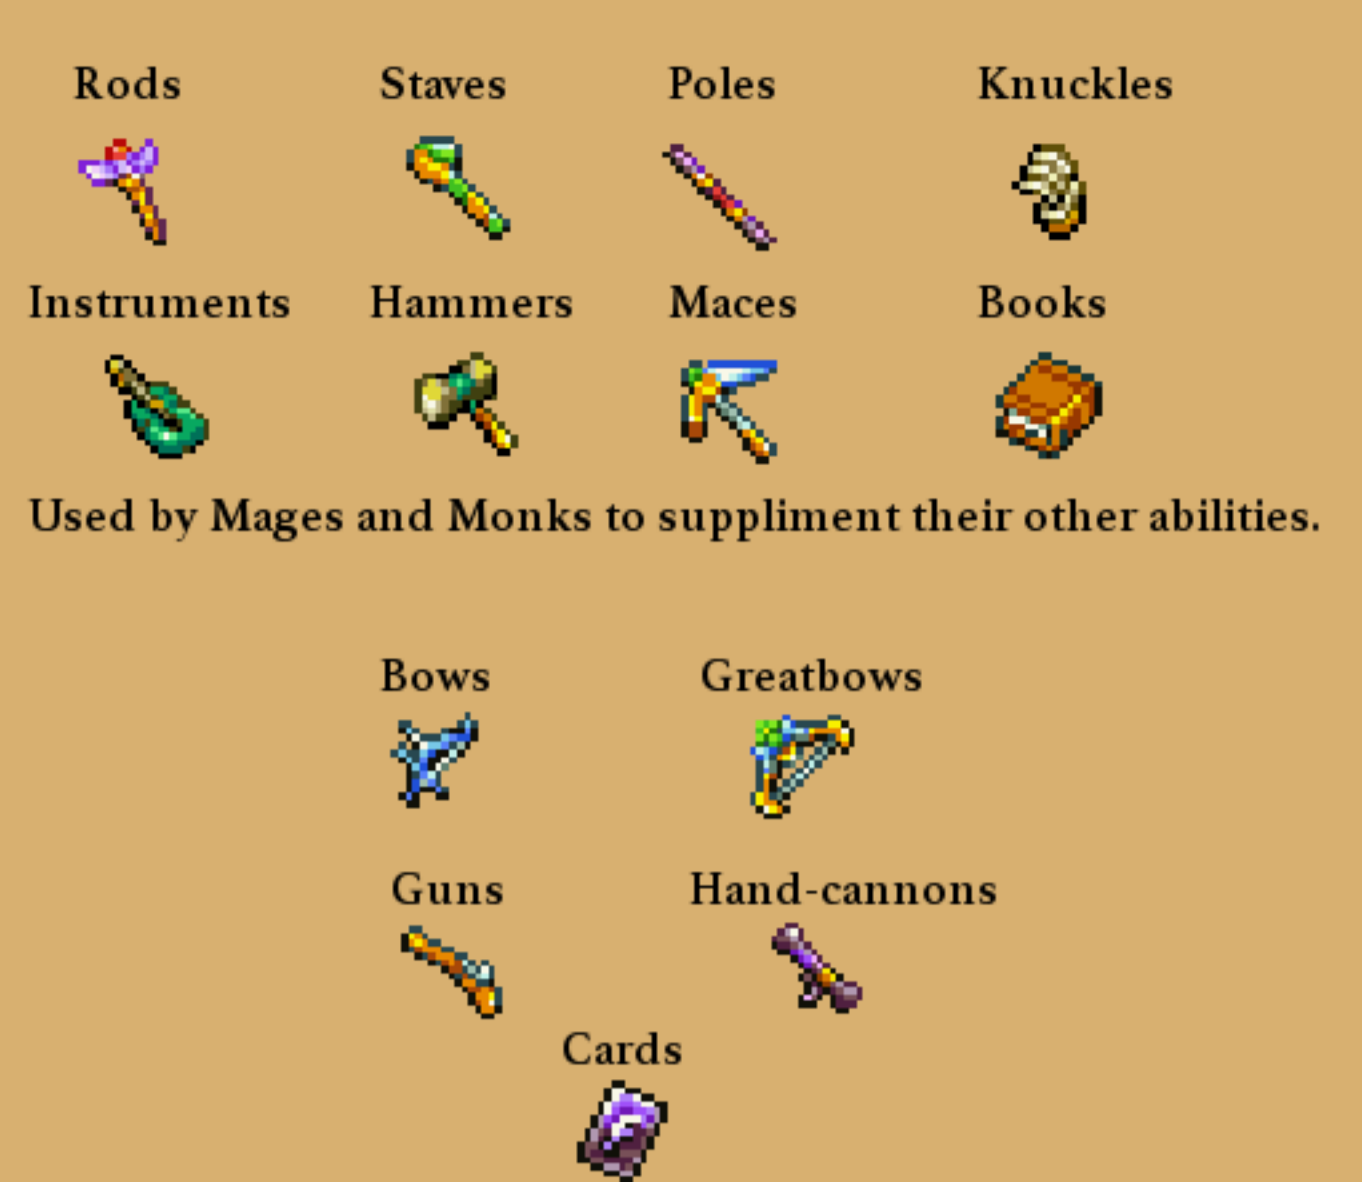 Rods Staves Poles Knuckles
Instruments Hammers Maces Books
Used by Mages and Monks to suppliment their other abilities.
Bows Greatbows
Guns Hand-cannons
Cards